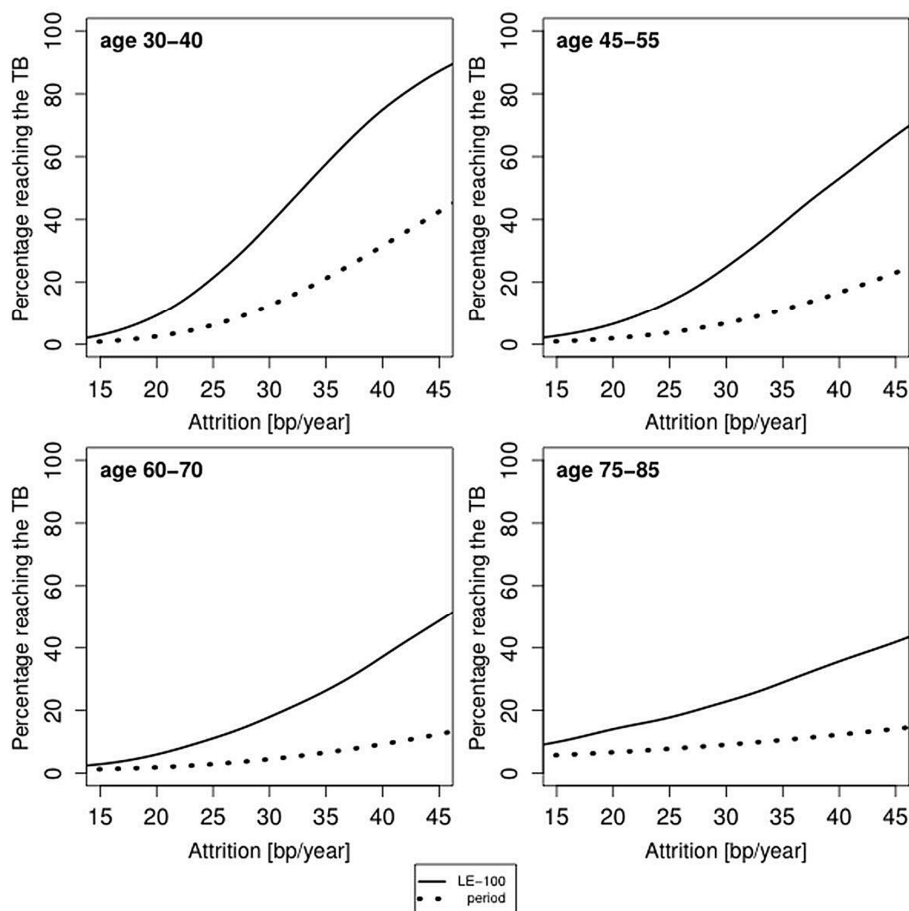 age 30–40
Percentage reaching the TB
0 20 40 60 80 100
15 20 25 30 35 40 45
Attrition [bp/year]
age 45–55
Percentage reaching the TB
0 20 40 60 80 100
15 20 25 30 35 40 45
Attrition [bp/year]
age 60–70
Percentage reaching the TB
0 20 40 60 80 100
15 20 25 30 35 40 45
Attrition [bp/year]
age 75–85
Percentage reaching the TB
0 20 40 60 80 100
15 20 25 30 35 40 45
Attrition [bp/year]
LE–100
period